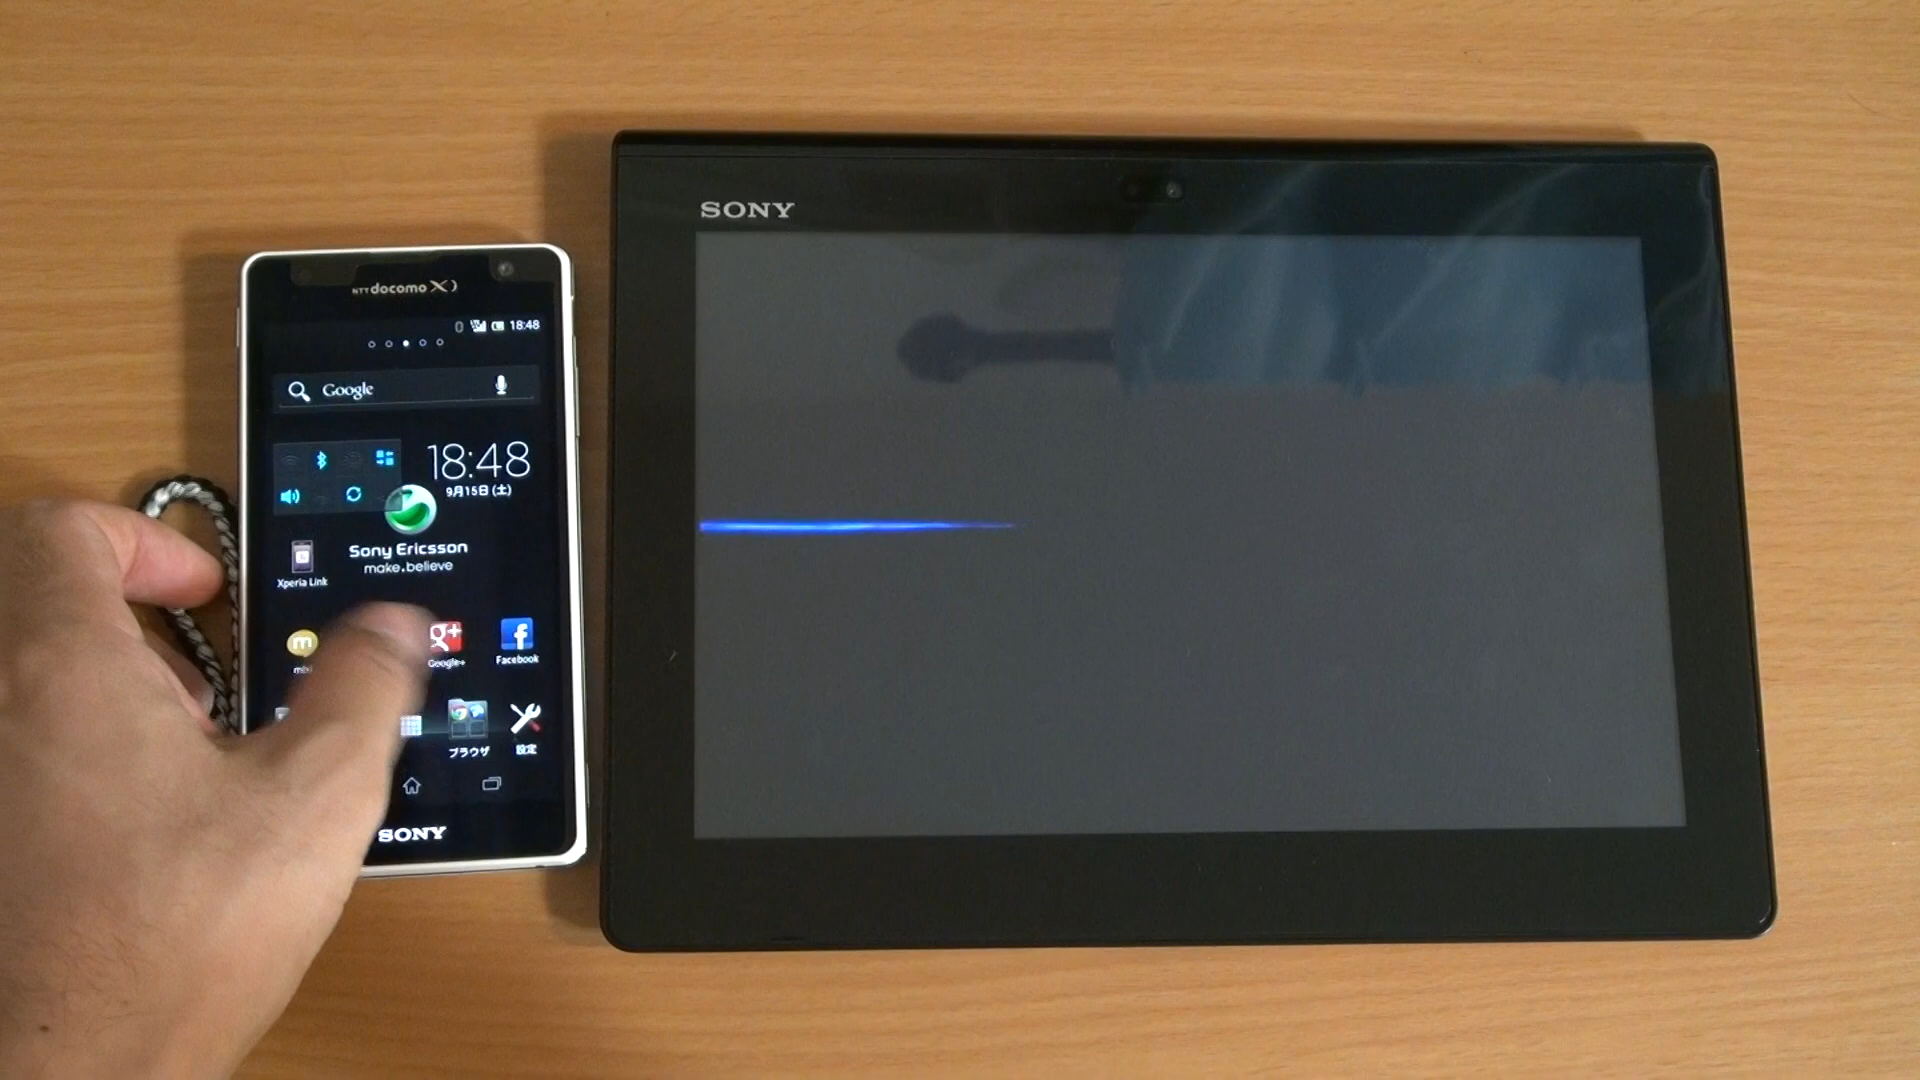 NTT docomo Xi
18:48
Google
18:48
9月15日(土)
Sony Ericsson
make.believe
Xperia Link
Google+
Facebook
ブラウザ
設定
SONY
SONY